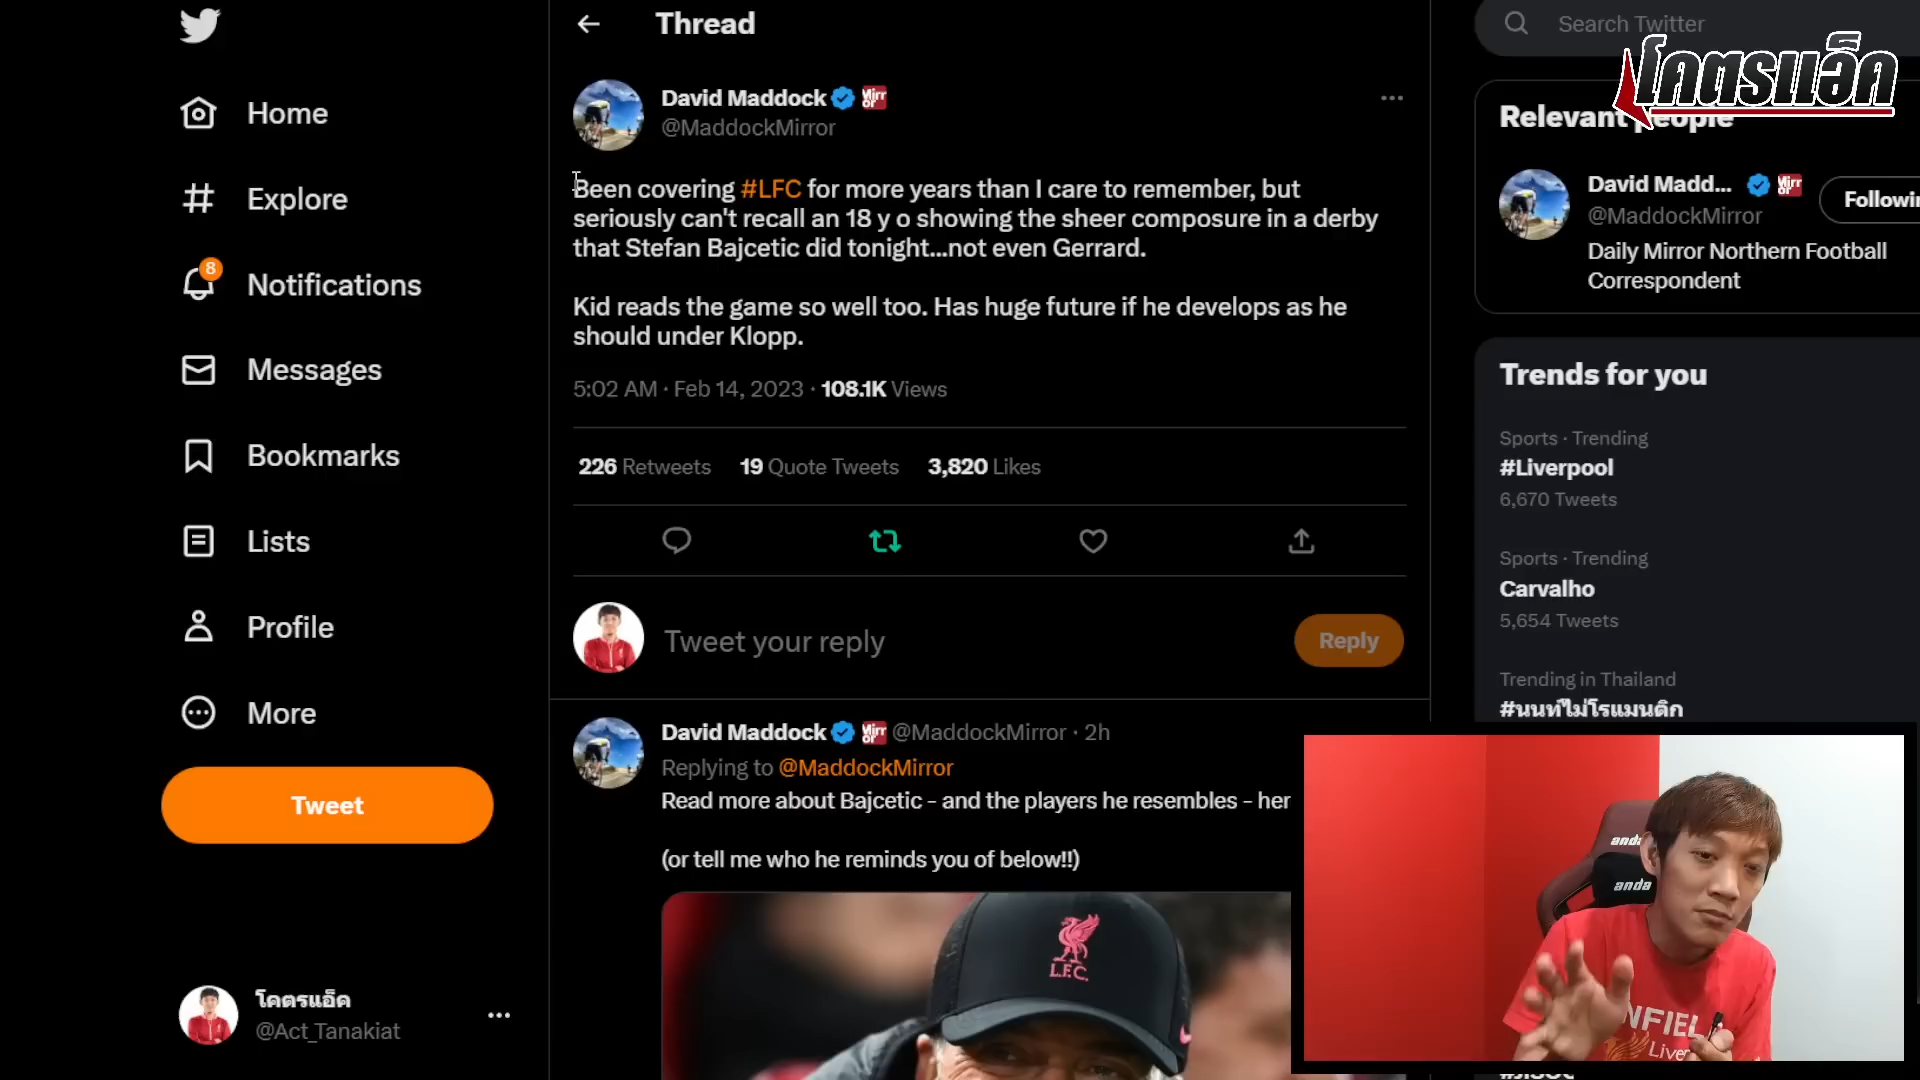 Thread
Search Twitter
โคตรแอ็ค
Home
Explore
8
Notifications
Messages
Bookmarks
Lists
Profile
More
Tweet
โคตรแอ็ค
@Act_Tanakiat
David Maddock
@MaddockMirror
Been covering #LFC for more years than I care to remember, but
seriously can't recall an 18 y o showing the sheer composure in a derby
that Stefan Bajcetic did tonight...not even Gerrard.
Kid reads the game so well too. Has huge future if he develops as he
should under Klopp.
5:02 AM · Feb 14, 2023 · 108.1K Views
226 Retweets 19 Quote Tweets 3,820 Likes
Tweet your reply
Reply
David Maddock @MaddockMirror · 2h
Replying to @MaddockMirror
Read more about Bajcetic - and the players he resembles - her
(or tell me who he reminds you of below!!)
L.F.C.
Relevant people
David Madd...
@MaddockMirror
Followin
Daily Mirror Northern Football
Correspondent
Trends for you
Sports · Trending
#Liverpool
6,670 Tweets
Sports · Trending
Carvalho
5,654 Tweets
Trending in Thailand
#นนท์ไม่โรแมนติก
anda
anda
NFIEL
Liver